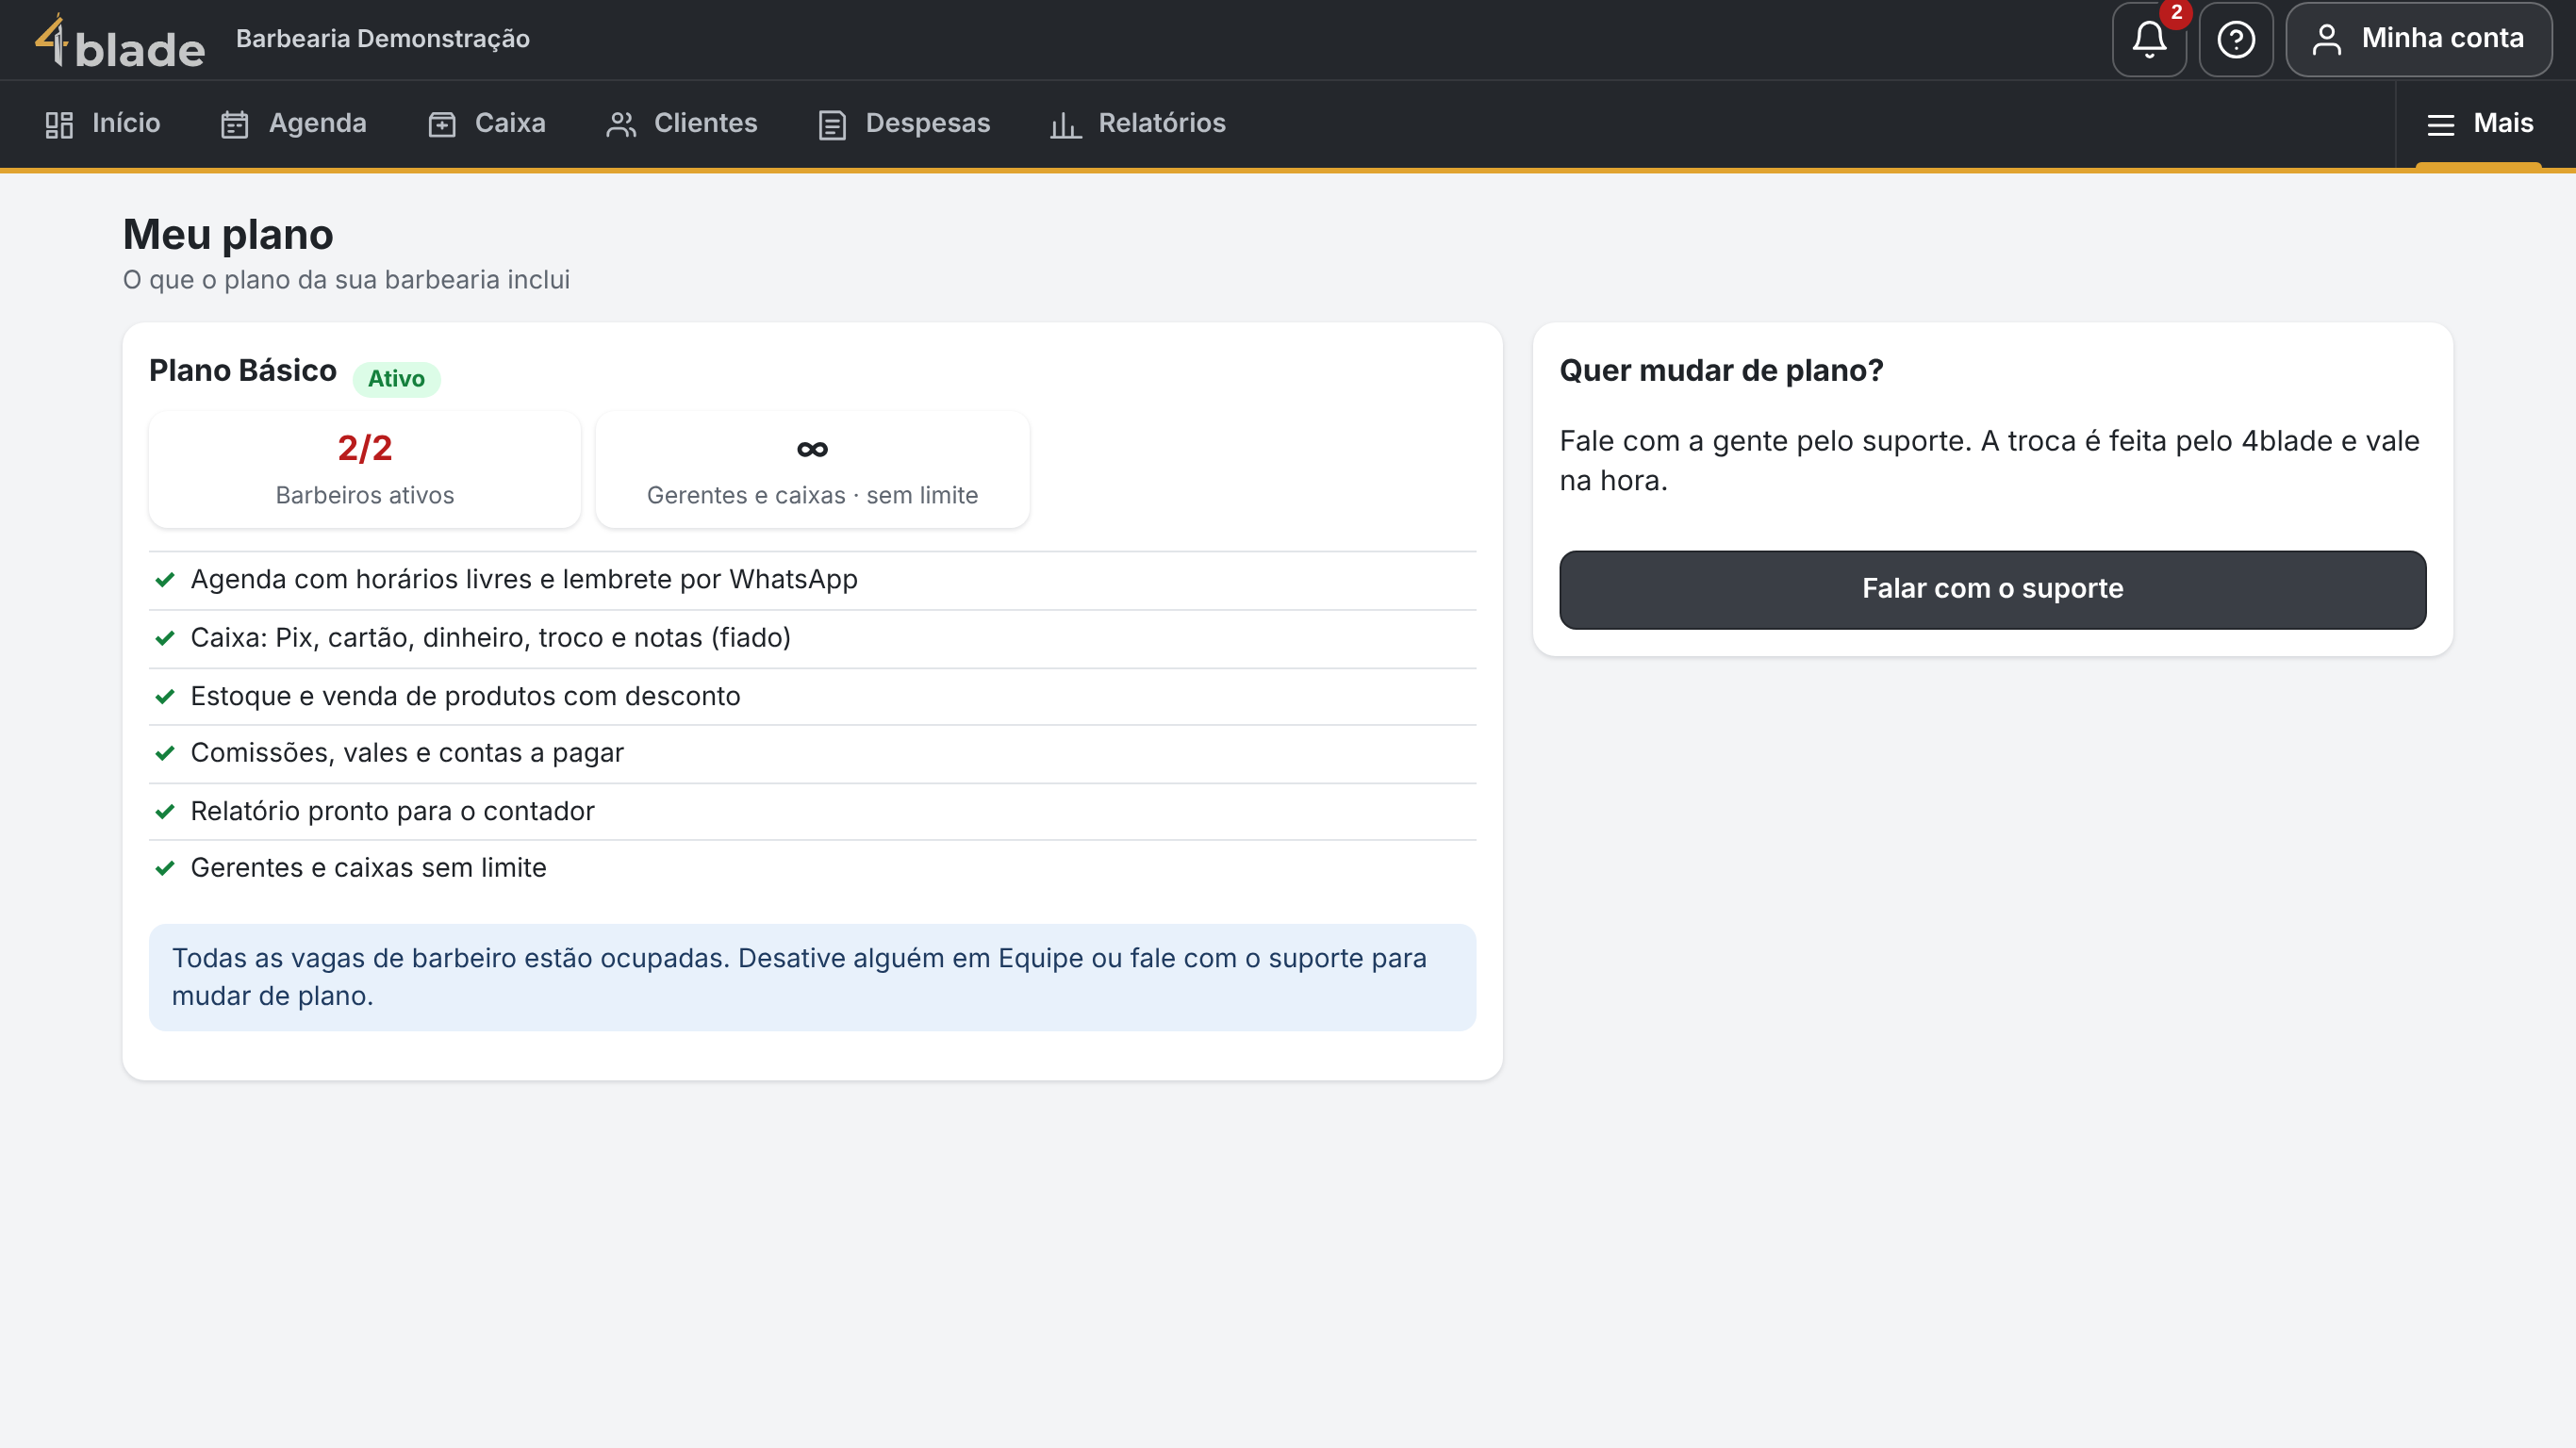 4blade
Barbearia Demonstração
2
Minha conta
Início
Agenda
Caixa
Clientes
Despesas
Relatórios
Mais
Meu plano
O que o plano da sua barbearia inclui
Plano Básico
Ativo
2/2
Barbeiros ativos
∞
Gerentes e caixas · sem limite
Agenda com horários livres e lembrete por WhatsApp
Caixa: Pix, cartão, dinheiro, troco e notas (fiado)
Estoque e venda de produtos com desconto
Comissões, vales e contas a pagar
Relatório pronto para o contador
Gerentes e caixas sem limite
Todas as vagas de barbeiro estão ocupadas. Desative alguém em Equipe ou fale com o suporte para
mudar de plano.
Quer mudar de plano?
Fale com a gente pelo suporte. A troca é feita pelo 4blade e vale
na hora.
Falar com o suporte